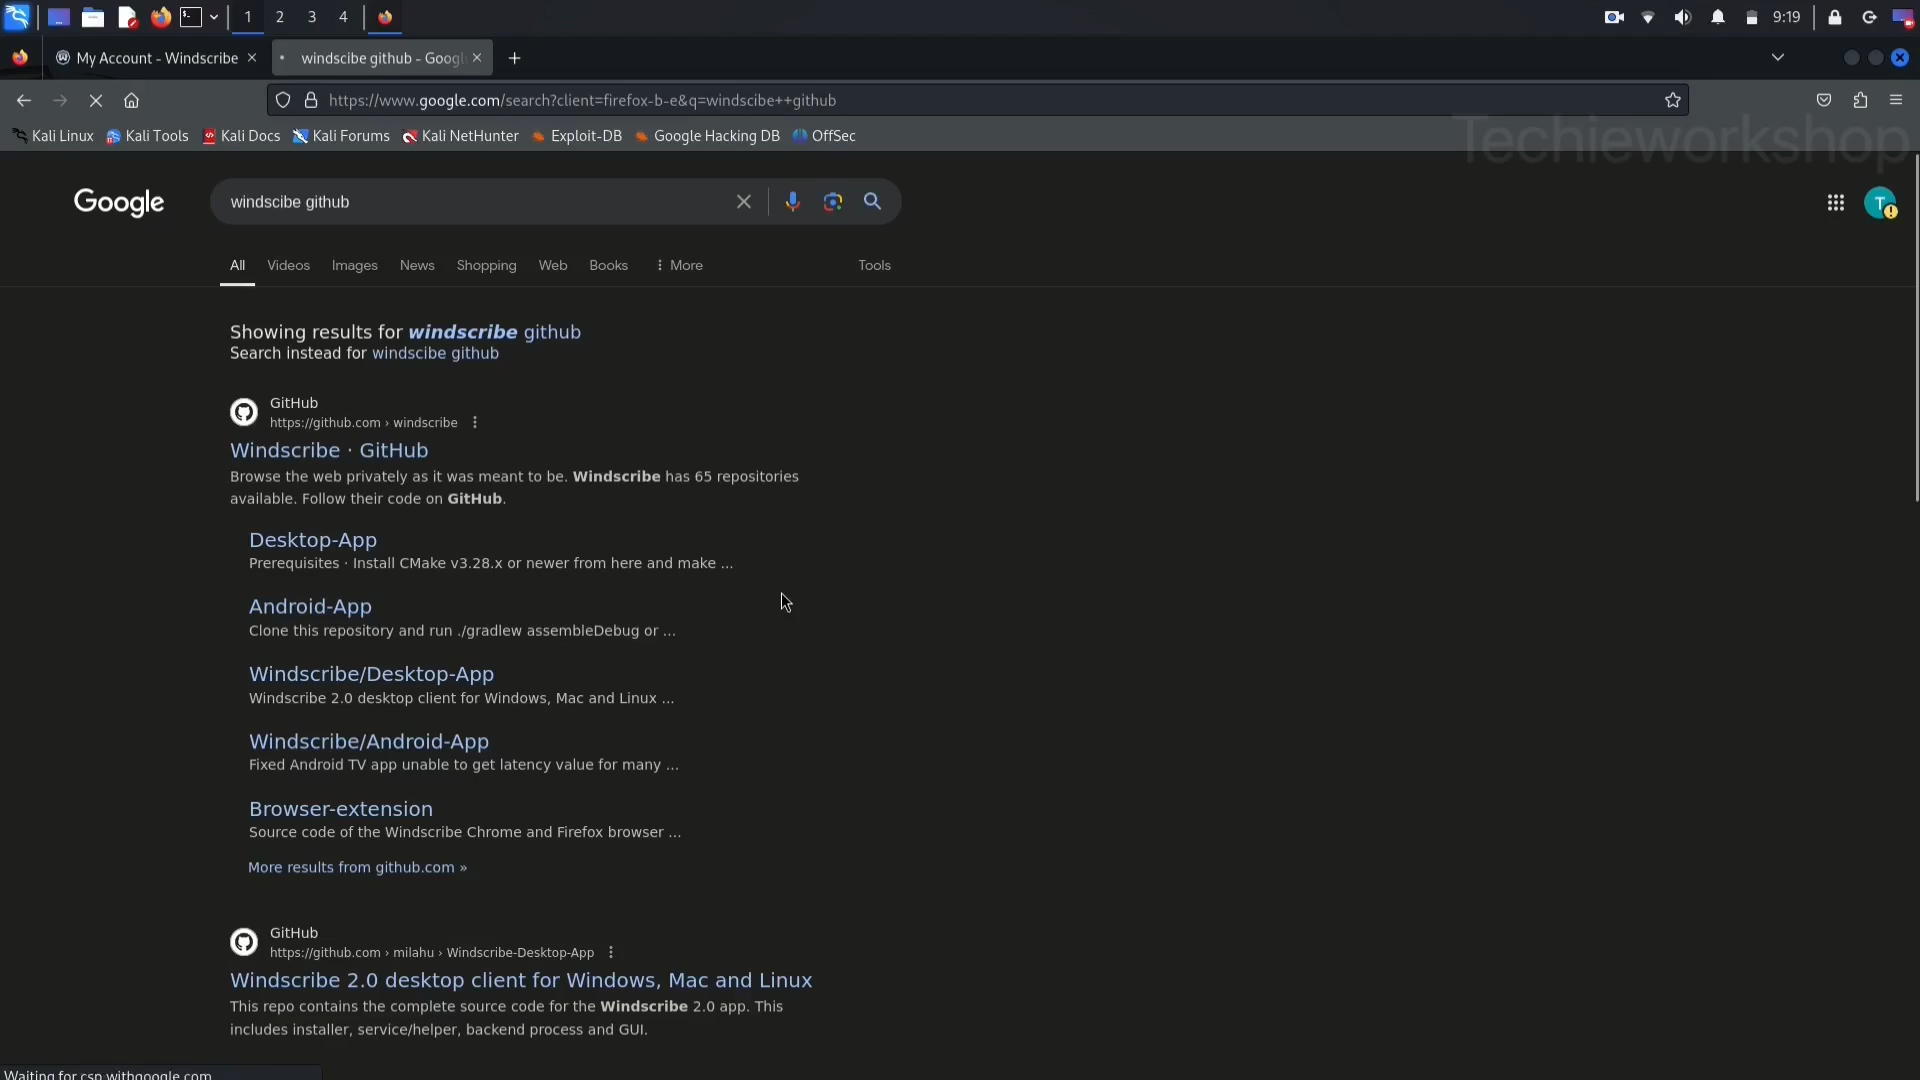 1 2 3 4
9:19
My Account - Windscribe
windscibe github - Googl
https://www.google.com/search?client=firefox-b-e&q=windscibe++github
Kali Linux Kali Tools Kali Docs Kali Forums Kali NetHunter Exploit-DB Google Hacking DB OffSec
Techieworkshop
Google
windscibe github
T
All Videos Images News Shopping Web Books More Tools
Showing results for windscribe github
Search instead for windscibe github
GitHub
https://github.com › windscribe
Windscribe · GitHub
Browse the web privately as it was meant to be. Windscribe has 65 repositories
available. Follow their code on GitHub.
Desktop-App
Prerequisites · Install CMake v3.28.x or newer from here and make ...
Android-App
Clone this repository and run ./gradlew assembleDebug or ...
Windscribe/Desktop-App
Windscribe 2.0 desktop client for Windows, Mac and Linux ...
Windscribe/Android-App
Fixed Android TV app unable to get latency value for many ...
Browser-extension
Source code of the Windscribe Chrome and Firefox browser ...
More results from github.com »
GitHub
https://github.com › milahu › Windscribe-Desktop-App
Windscribe 2.0 desktop client for Windows, Mac and Linux
This repo contains the complete source code for the Windscribe 2.0 app. This
includes installer, service/helper, backend process and GUI.
Waiting for csp.withgoogle.com